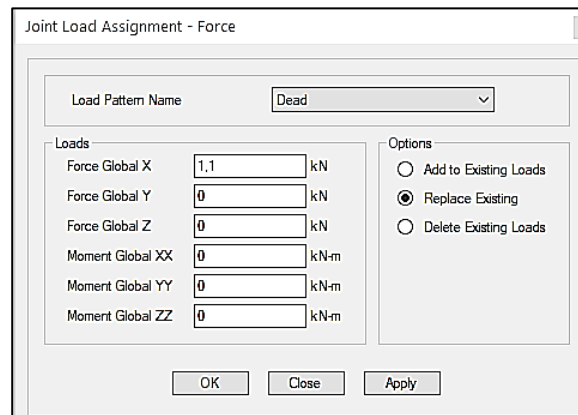 Joint Load Assignment - Force
Load Pattern Name Dead
Loads
Force Global X 1,1 kN
Force Global Y 0 kN
Force Global Z 0 kN
Moment Global XX 0 kN-m
Moment Global YY 0 kN-m
Moment Global ZZ 0 kN-m
Options
Add to Existing Loads
Replace Existing
Delete Existing Loads
OK Close Apply